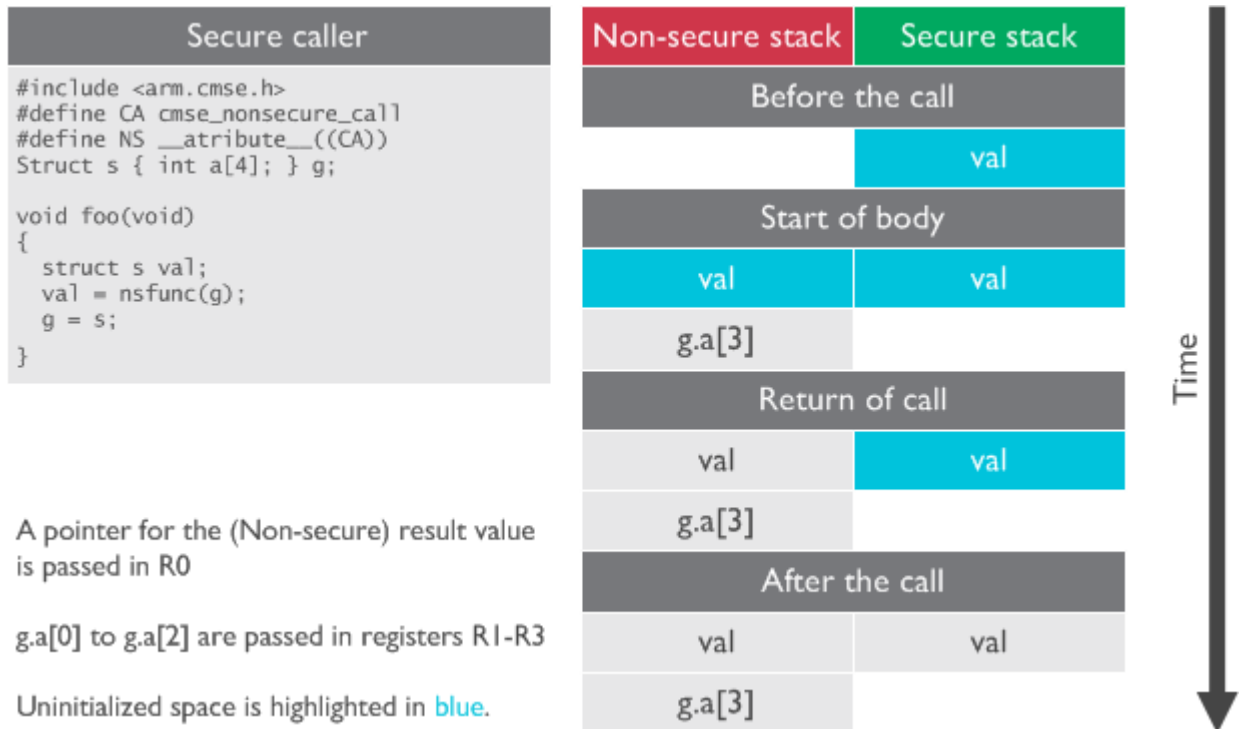 Secure caller
#include <arm.cmse.h>
#define CA cmse_nonsecure_call
#define NS __atribute__((CA))
Struct s { int a[4]; } g;
void foo(void)
{
struct s val;
val = nsfunc(g);
g = s;
}
A pointer for the (Non-secure) result value
is passed in R0
g.a[0] to g.a[2] are passed in registers R1-R3
Uninitialized space is highlighted in blue.
Non-secure stack Secure stack
Before the call
val
Start of body
val val
g.a[3]
Return of call
val val
g.a[3]
After the call
val val
g.a[3]
Time